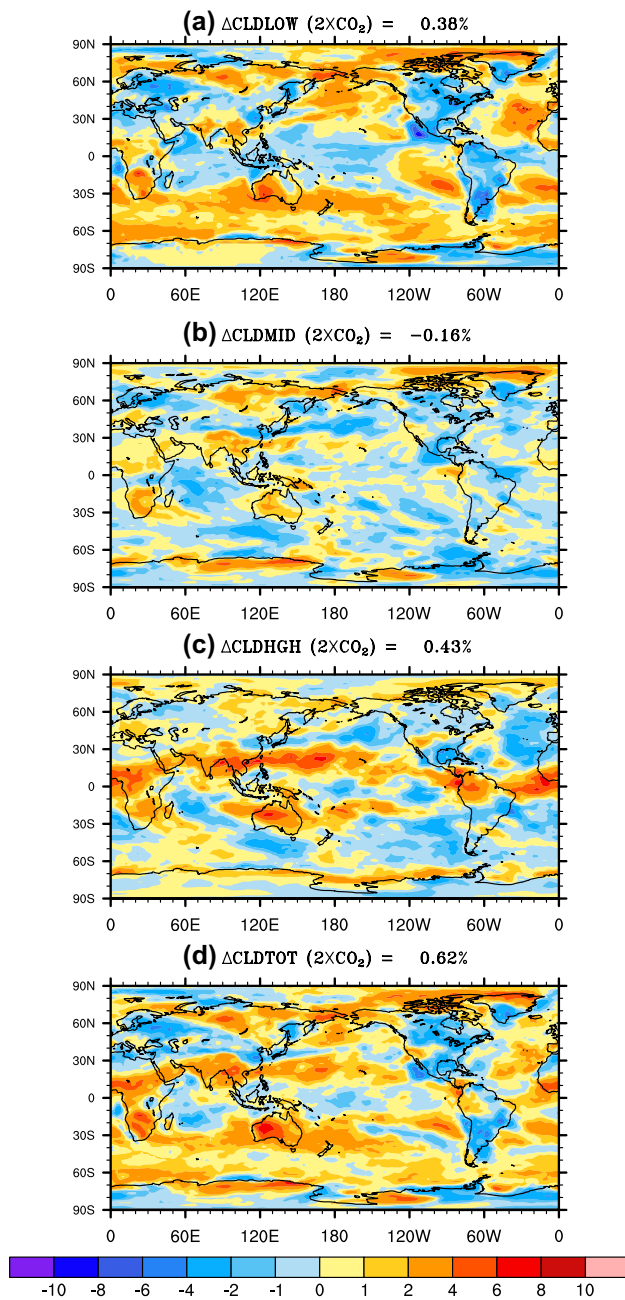 (a) ΔCLDLOW (2×CO₂) = 0.38%
90N
60N
30N
0
30S
60S
90S
0 60E 120E 180 120W 60W 0
(b) ΔCLDMID (2×CO₂) = −0.16%
90N
60N
30N
0
30S
60S
90S
0 60E 120E 180 120W 60W 0
(c) ΔCLDHGH (2×CO₂) = 0.43%
90N
60N
30N
0
30S
60S
90S
0 60E 120E 180 120W 60W 0
(d) ΔCLDTOT (2×CO₂) = 0.62%
90N
60N
30N
0
30S
60S
90S
0 60E 120E 180 120W 60W 0
-10 -8 -6 -4 -2 -1 0 1 2 4 6 8 10